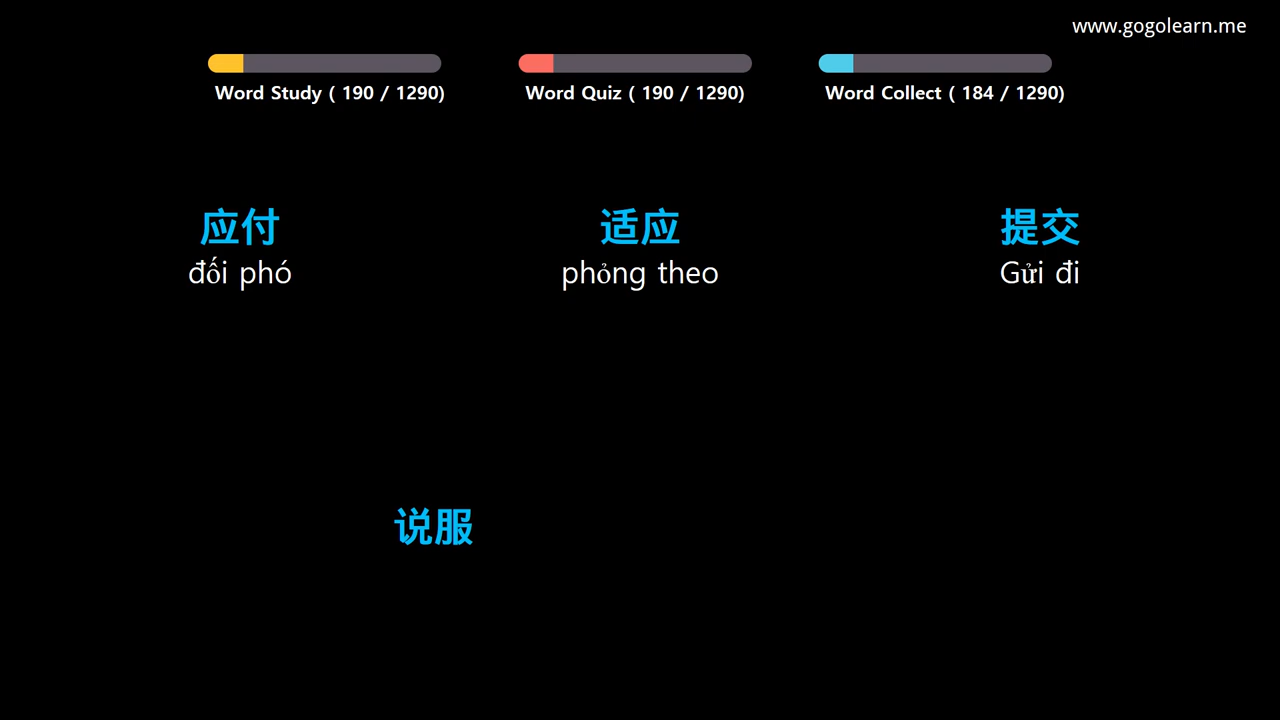 www.gogolearn.me
Word Study ( 190 / 1290)
Word Quiz ( 190 / 1290)
Word Collect ( 184 / 1290)
应付
đối phó
适应
phỏng theo
提交
Gửi đi
说服